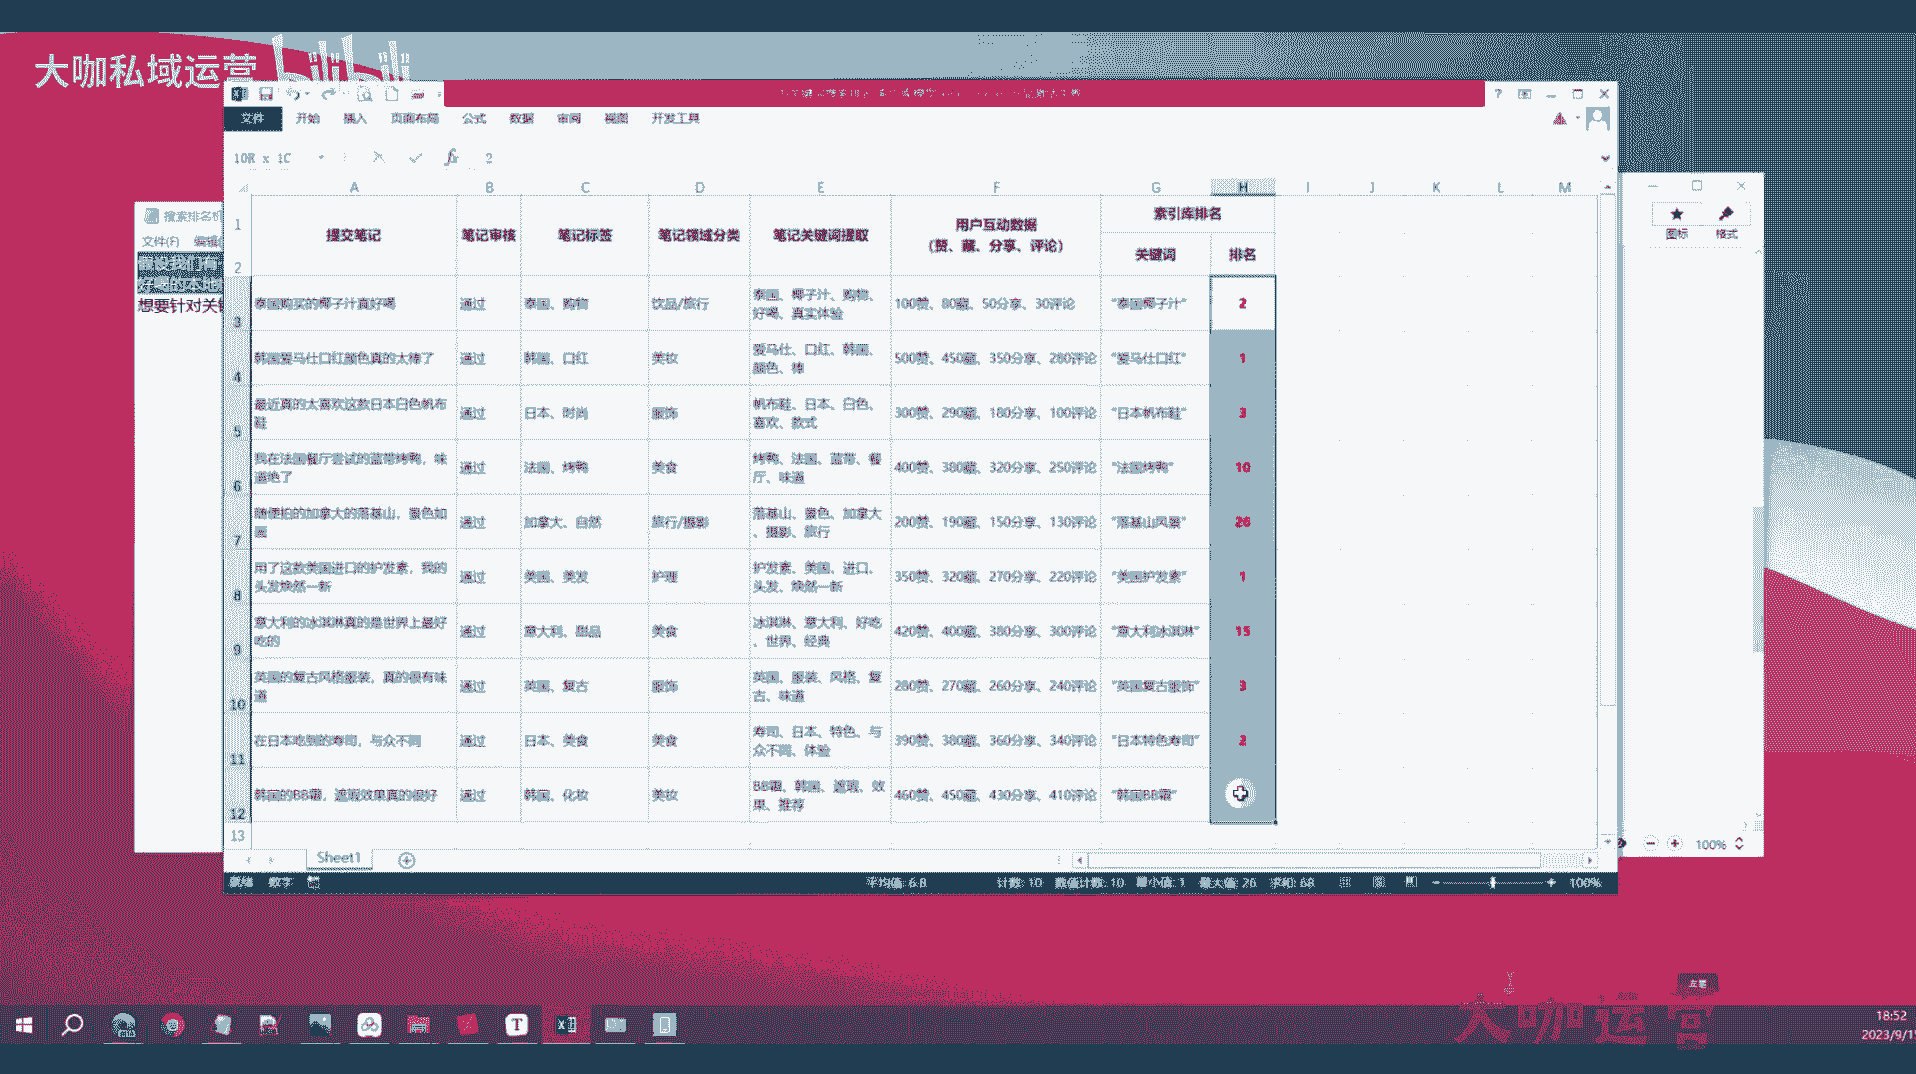 大咖私域运营 bilibili
文件 开始 插入 页面布局 公式 数据 审阅 视图 开发工具
10R x 1C fx 2
A B C D E F G H I J K L M
提交笔记 笔记审核 笔记标签 笔记领域分类 笔记关键词提取 用户互动数据 索引库排名
(赞、藏、分享、评论) 关键词 排名
1
2
3 泰国购买的椰子汁真好喝 通过 泰国、购物 饮品/旅行 泰国、椰子汁、购物、 100赞、80藏、50分享、30评论 "泰国椰子汁" 2
好喝、真实体验
4 韩国爱马仕口红颜色真的太棒了 通过 韩国、口红 美妆 爱马仕、口红、韩国、 500赞、450藏、350分享、280评论 "爱马仕口红" 1
颜色、棒
5 最近真的太喜欢这款日本白色帆布 通过 日本、时尚 服饰 帆布鞋、日本、白色、 300赞、290藏、180分享、100评论 "日本帆布鞋" 3
鞋 喜欢、款式
6 我在法国餐厅尝试的蓝带烤鸭，味 通过 法国、烤鸭 美食 烤鸭、法国、蓝带、餐 400赞、380藏、320分享、250评论 "法国烤鸭" 10
道绝了 厅、味道
7 随便拍的加拿大的落基山，景色如 通过 加拿大、自然 旅行/摄影 落基山、景色、加拿大 200赞、190藏、150分享、130评论 "落基山风景" 26
画 、摄影、旅行
8 用了这款美国进口的护发素，我的 通过 美国、美发 护理 护发素、美国、进口、 350赞、320藏、270分享、220评论 "美国护发素" 1
头发焕然一新 头发、焕然一新
9 意大利的冰淇淋真的是世界上最好 通过 意大利、甜品 美食 冰淇淋、意大利、好吃 420赞、400藏、380分享、300评论 "意大利冰淇淋" 15
吃的 、世界、经典
10 英国的复古风格服装，真的很有味 通过 英国、复古 服饰 英国、服装、风格、复 280赞、270藏、260分享、240评论 "英国复古服饰" 3
道 古、味道
11 在日本吃到的寿司，与众不同 通过 日本、美食 美食 寿司、日本、特色、与 390赞、380藏、360分享、340评论 "日本特色寿司" 2
众不同、体验
12 韩国的BB霜，遮瑕效果真的很好 通过 韩国、化妆 美妆 BB霜、韩国、遮瑕、效 460赞、450藏、430分享、410评论 "韩国BB霜"
果、推荐
13
Sheet1
就绪 数字 平均值: 6.8 计数: 10 数值计数: 10 最小值: 1 最大值: 26 求和: 68 100%
搜索排名机
文件(F) 编辑
想要针对关键
图标 格式
100%
大咖运营
18:52
2023/9/15